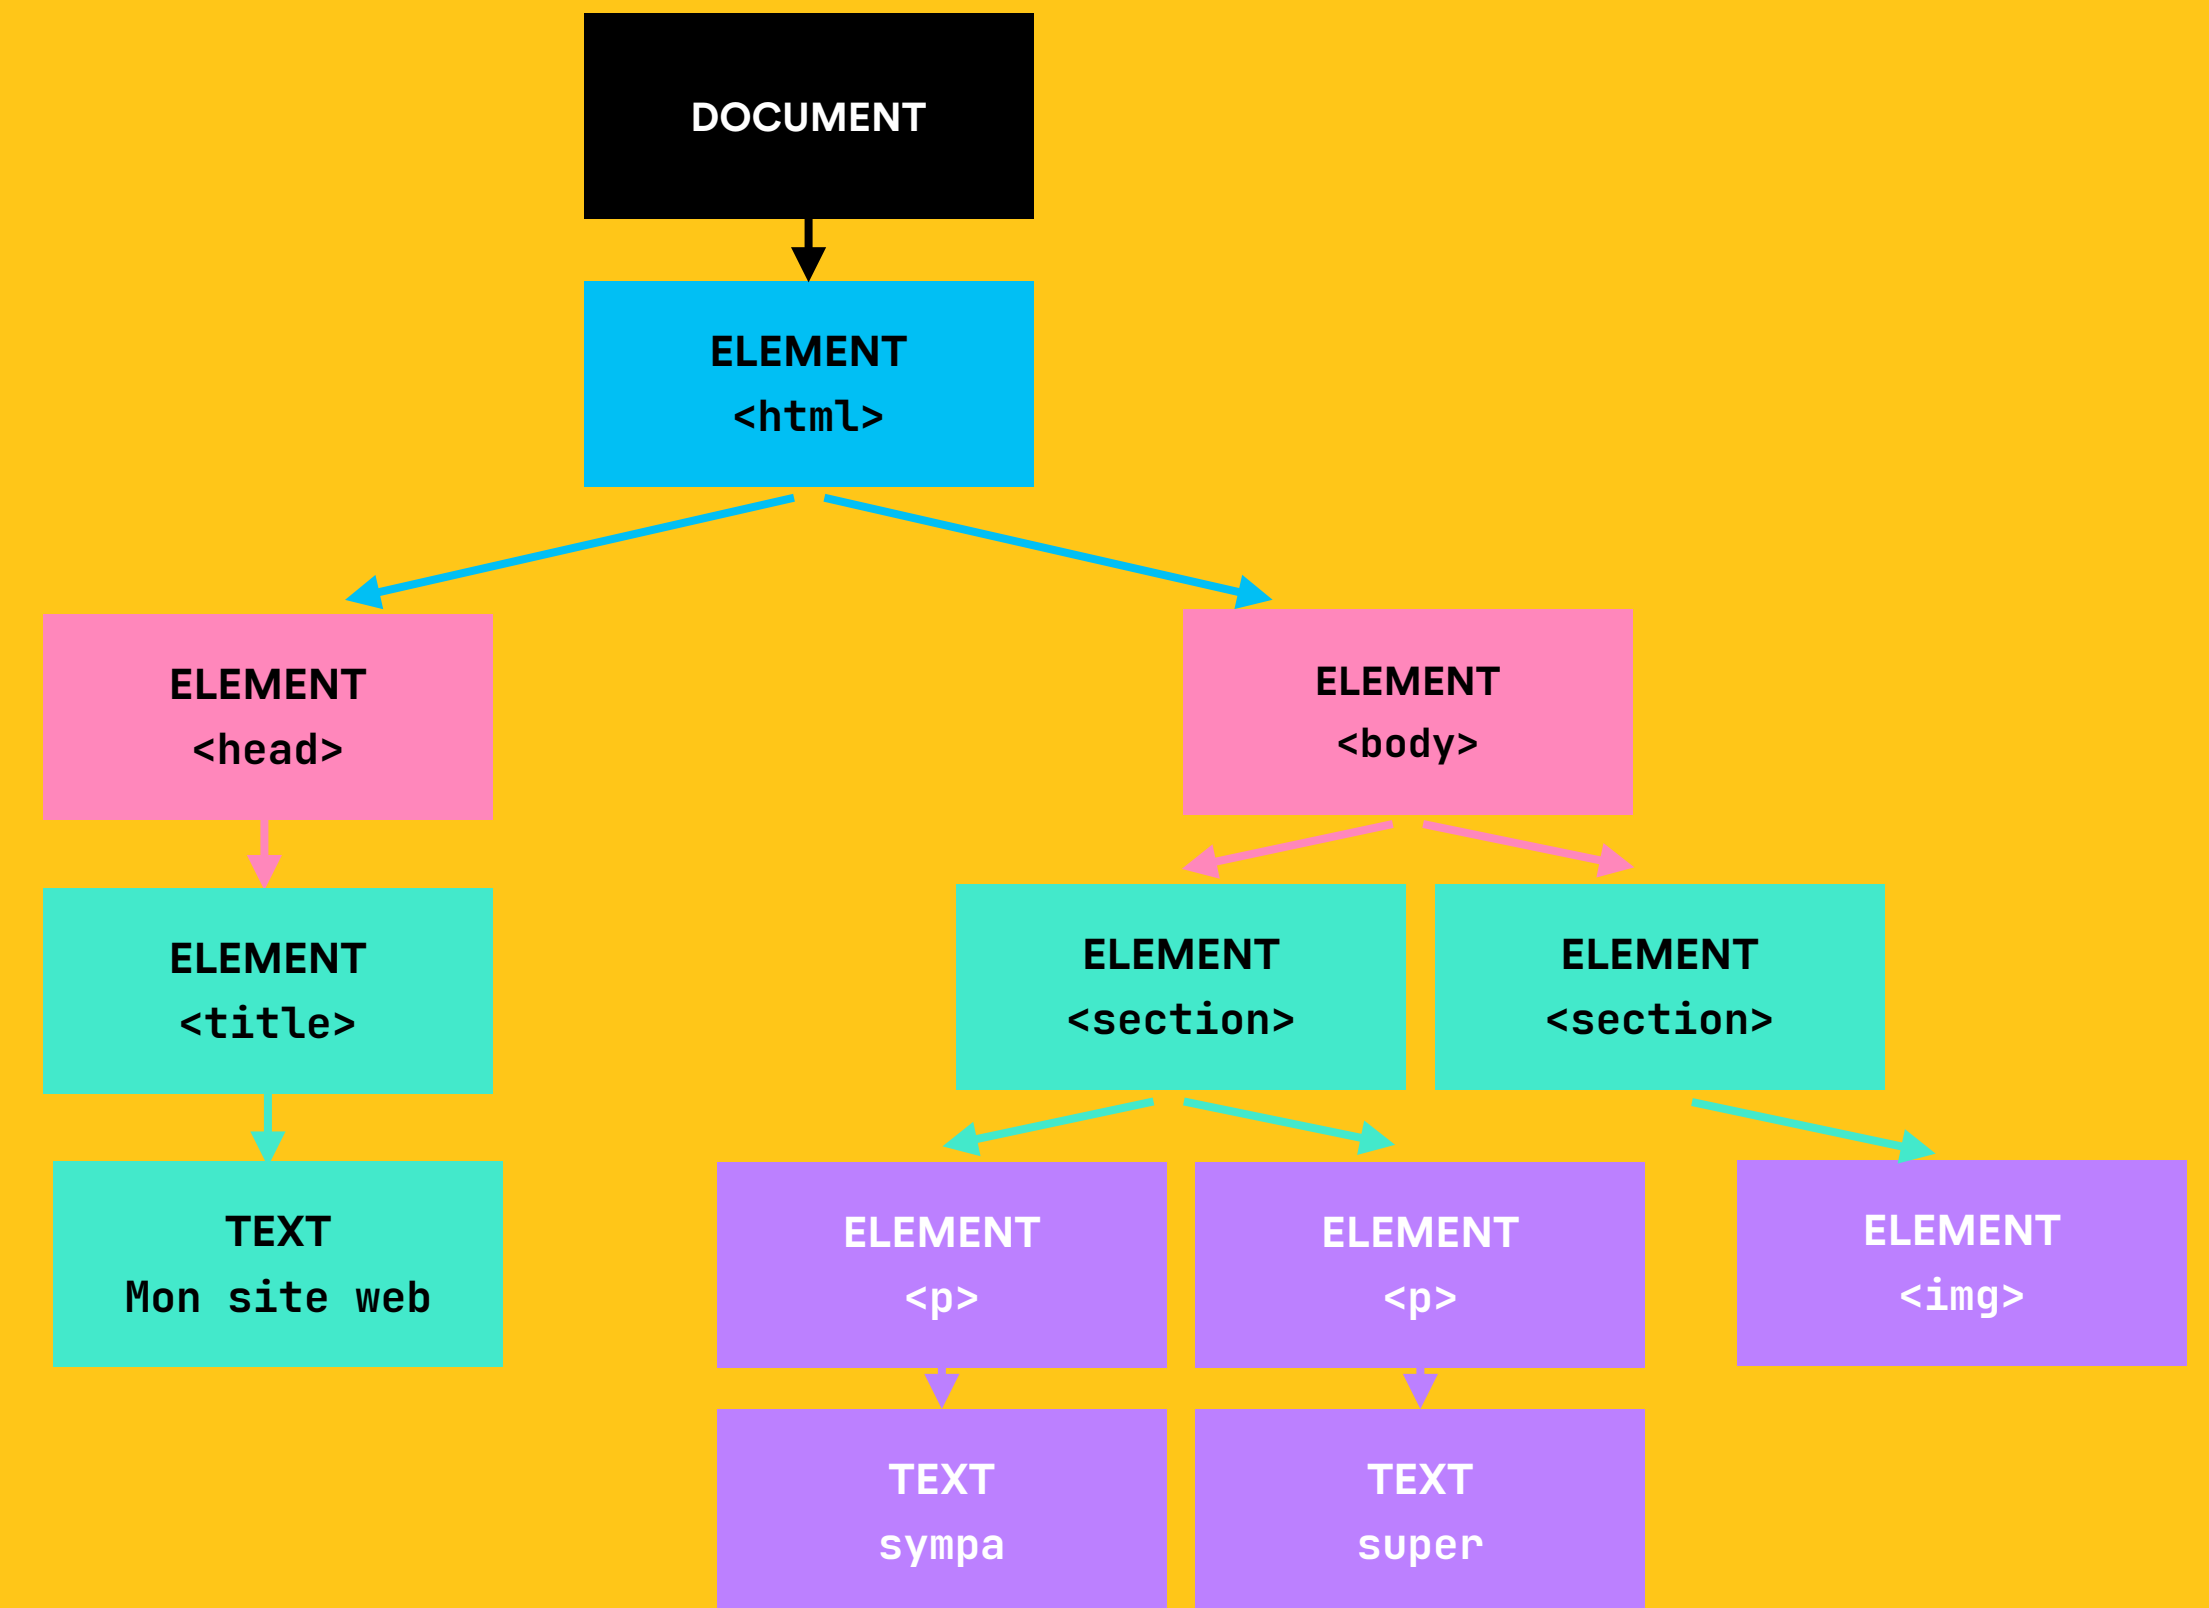 DOCUMENT
ELEMENT
<html>
ELEMENT
<head>
ELEMENT
<body>
ELEMENT
<title>
ELEMENT
<section>
ELEMENT
<section>
TEXT
Mon site web
ELEMENT
<p>
ELEMENT
<p>
ELEMENT
<img>
TEXT
sympa
TEXT
super